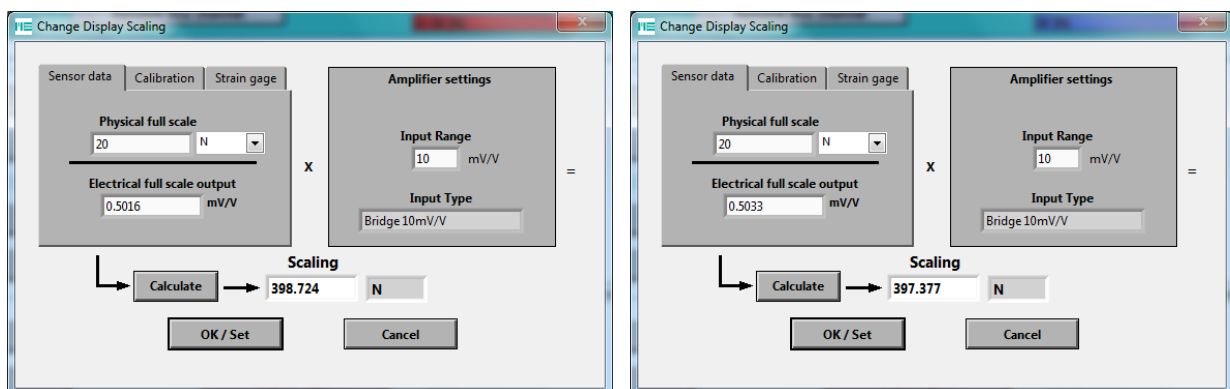 ME Change Display Scaling
x
Sensor data Calibration Strain gage
Physical full scale
20 N
Electrical full scale output
0.5016 mV/V
x
Amplifier settings
Input Range
10 mV/V
Input Type
Bridge 10mV/V
=
Scaling
Calculate 398.724 N
OK / Set Cancel
ME Change Display Scaling
x
Sensor data Calibration Strain gage
Physical full scale
20 N
Electrical full scale output
0.5033 mV/V
x
Amplifier settings
Input Range
10 mV/V
Input Type
Bridge 10mV/V
=
Scaling
Calculate 397.377 N
OK / Set Cancel